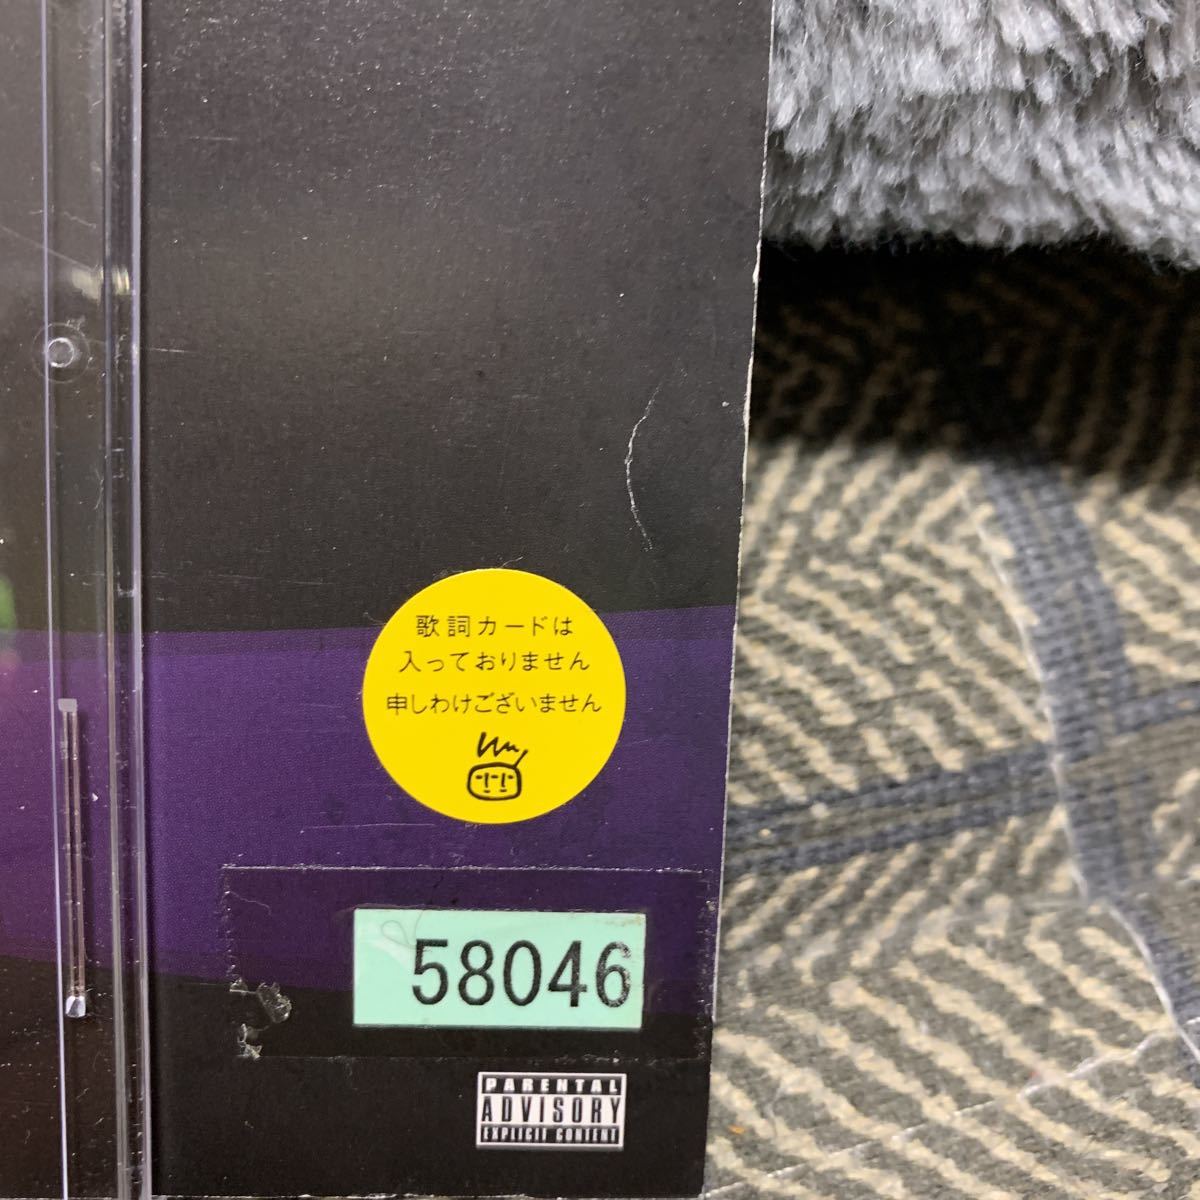 歌詞カードは
入っておりません
申しわけございません
58046
PARENTAL
ADVISORY
EXPLICIT CONTENT